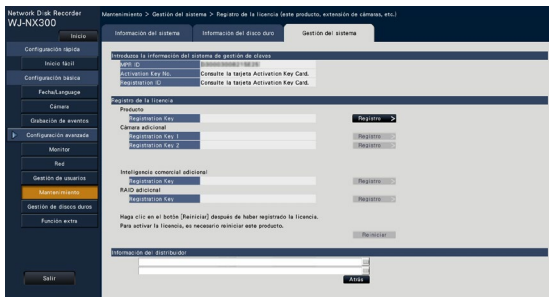 Network Disk Recorder
WJ-NX300
Inicio
Configuración rápida
Inicio fácil
Configuración básica
Fecha/Language
Cámara
Grabación de eventos
Configuración avanzada
Monitor
Red
Gestión de usuarios
Mantenimiento
Gestión de discos duros
Función extra
Salir
Mantenimiento > Gestión del sistema > Registro de la licencia (este producto, extensión de cámaras, etc.)
Información del sistema
Información del disco duro
Gestión del sistema
Introduzca la información del sistema de gestión de claves
MPR ID
Activation Key No. Consulte la tarjeta Activation Key Card.
Registration ID Consulte la tarjeta Activation Key Card.
Registro de la licencia
Producto
Registration Key Registro >
Cámara adicional
Registration Key 1 Registro
Registration Key 2 Registro
Inteligencia comercial adicional
Registration Key Registro
RAID adicional
Registration Key Registro
Haga clic en el botón [Reiniciar] después de haber registrado la licencia.
Para activar la licencia, es necesario reiniciar este producto.
Reiniciar
Información del distribuidor
Atrás